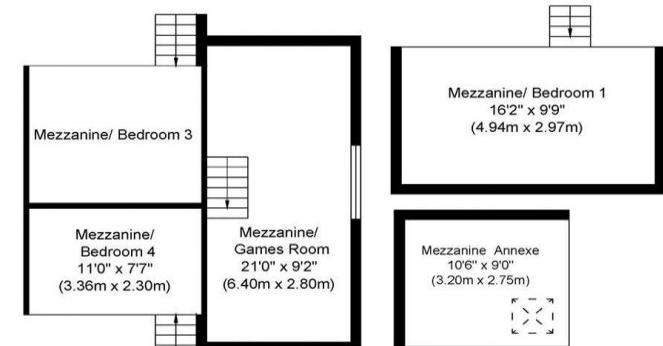 Mezzanine/ Bedroom 3
Mezzanine/
Bedroom 4
11'0" x 7'7"
(3.36m x 2.30m)
Mezzanine/
Games Room
21'0" x 9'2"
(6.40m x 2.80m)
Mezzanine/ Bedroom 1
16'2" x 9'9"
(4.94m x 2.97m)
Mezzanine Annexe
10'6" x 9'0"
(3.20m x 2.75m)